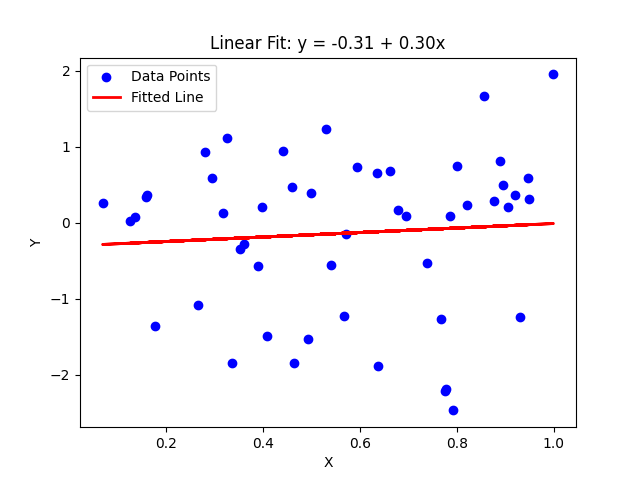 Linear Fit: y = -0.31 + 0.30x
Data Points
Fitted Line
2
1
0
−1
−2
Y
0.2 0.4 0.6 0.8 1.0
X